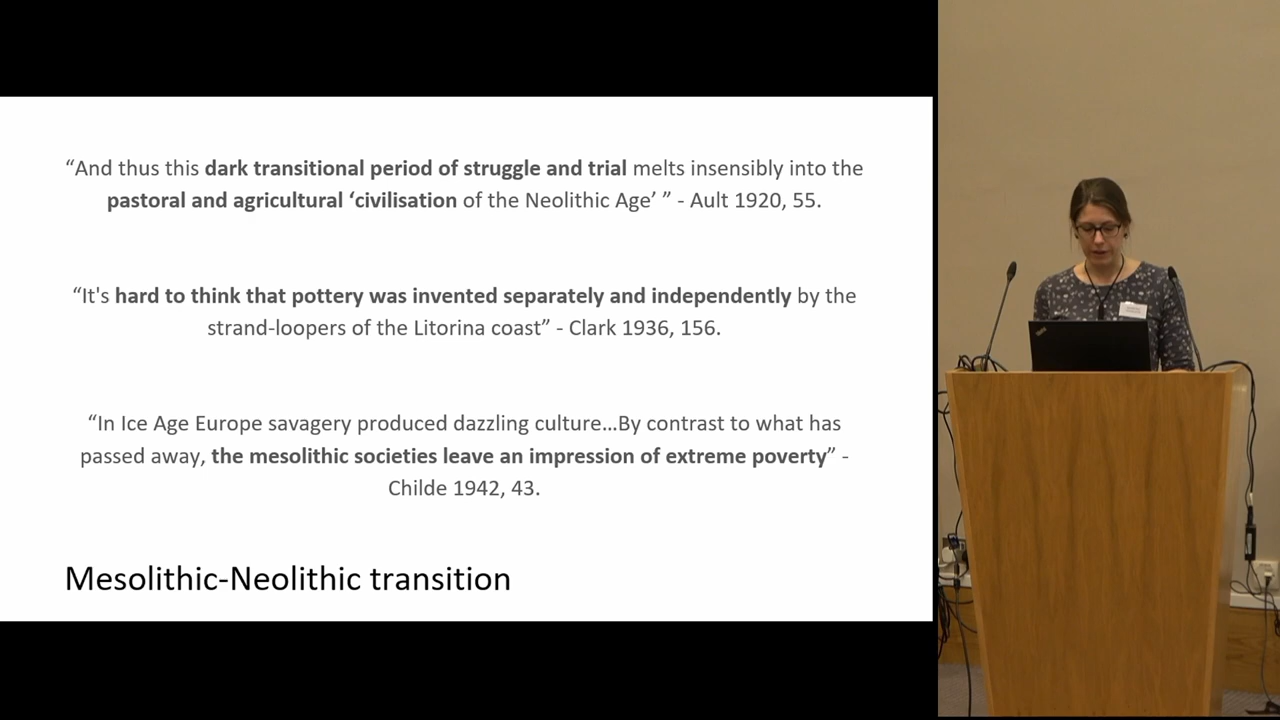 “And thus this dark transitional period of struggle and trial melts insensibly into the
pastoral and agricultural ‘civilisation of the Neolithic Age’ ” - Ault 1920, 55.
“It's hard to think that pottery was invented separately and independently by the
strand-loopers of the Litorina coast” - Clark 1936, 156.
“In Ice Age Europe savagery produced dazzling culture…By contrast to what has
passed away, the mesolithic societies leave an impression of extreme poverty” -
Childe 1942, 43.
Mesolithic-Neolithic transition